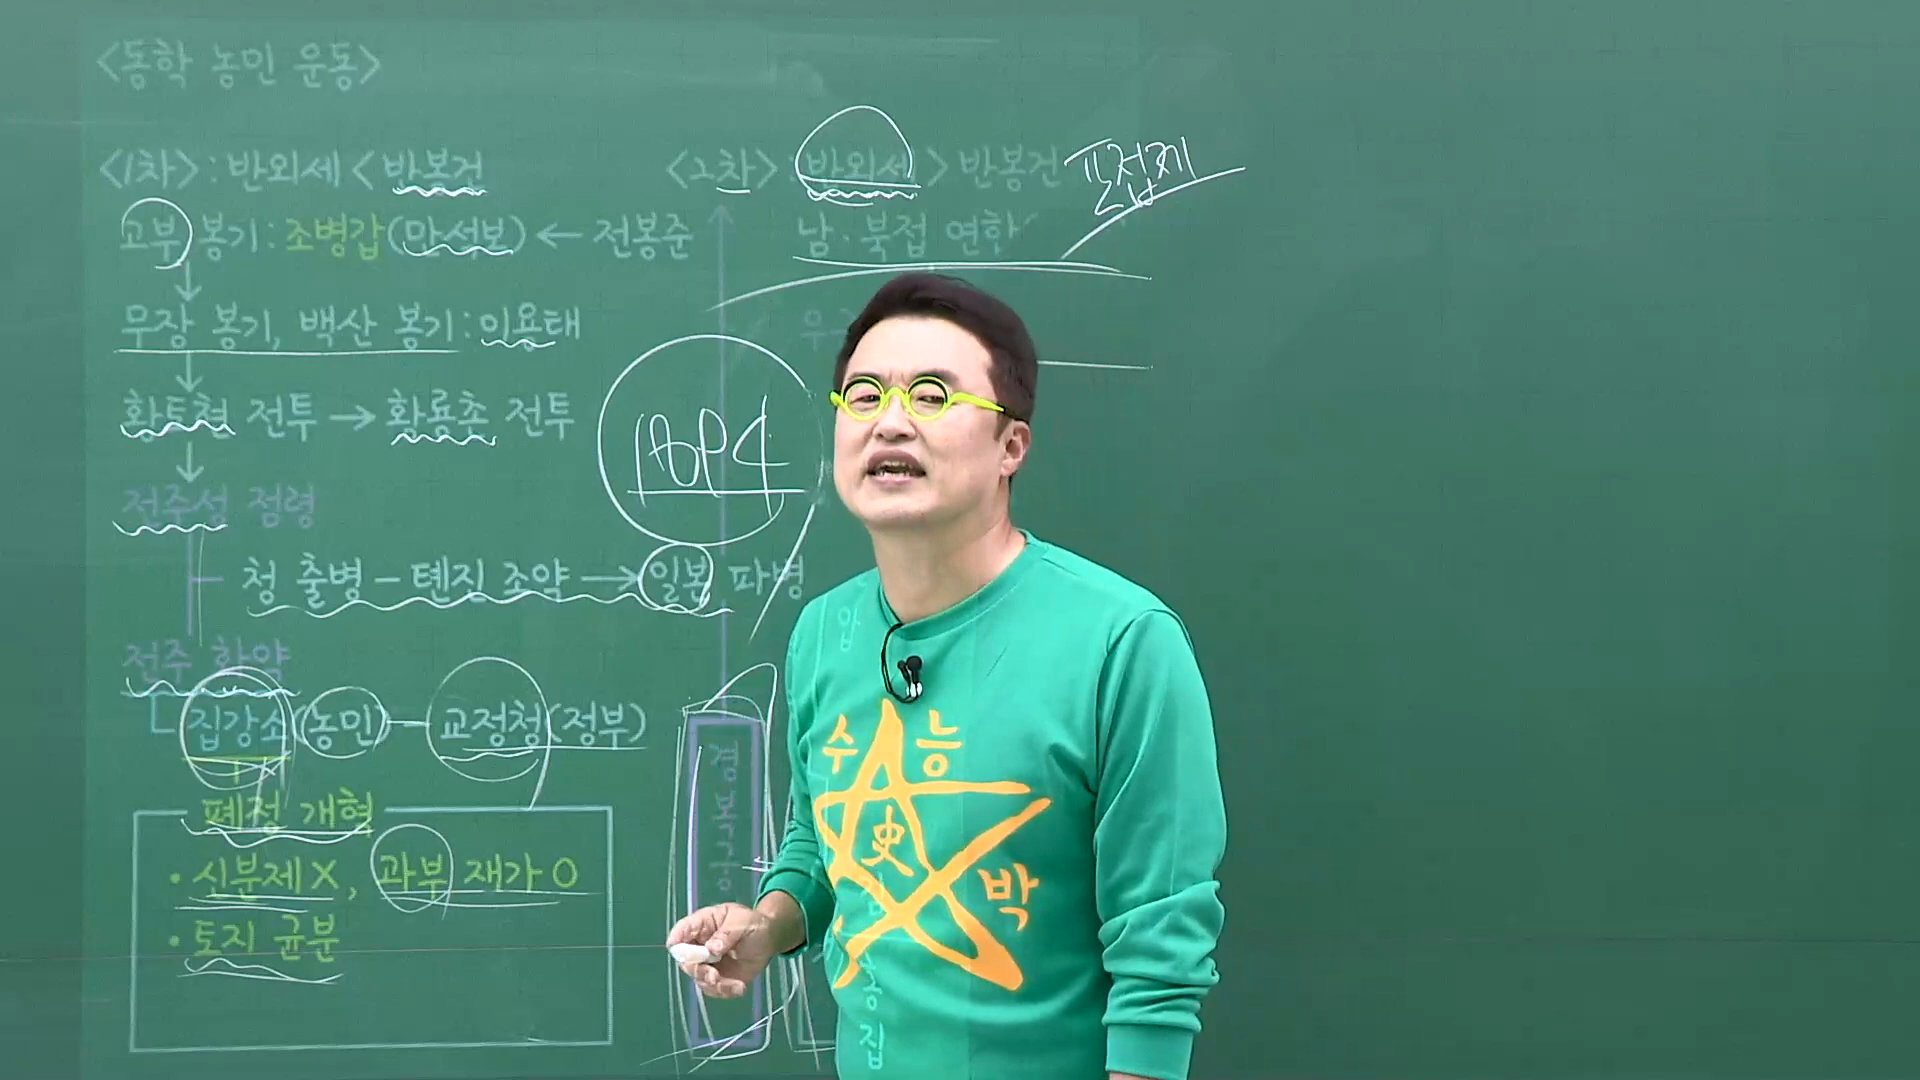 <동학 농민 운동>
<1차> : 반외세 < 반봉건
고부 봉기 : 조병갑(만석보) ← 전봉준
무장 봉기, 백산 봉기 : 이용태
황토현 전투 → 황룡촌 전투
전주성 점령
청 출병 - 톈진 조약 → 일본 파병
전주 화약
집강소(농민) - 교정청(정부)
폐정 개혁
· 신분제 X, 과부 재가 O
· 토지 균분
<2차> : 반외세 > 반봉건
남·북접 연합
1894
경복궁
수능
史
박
홍집